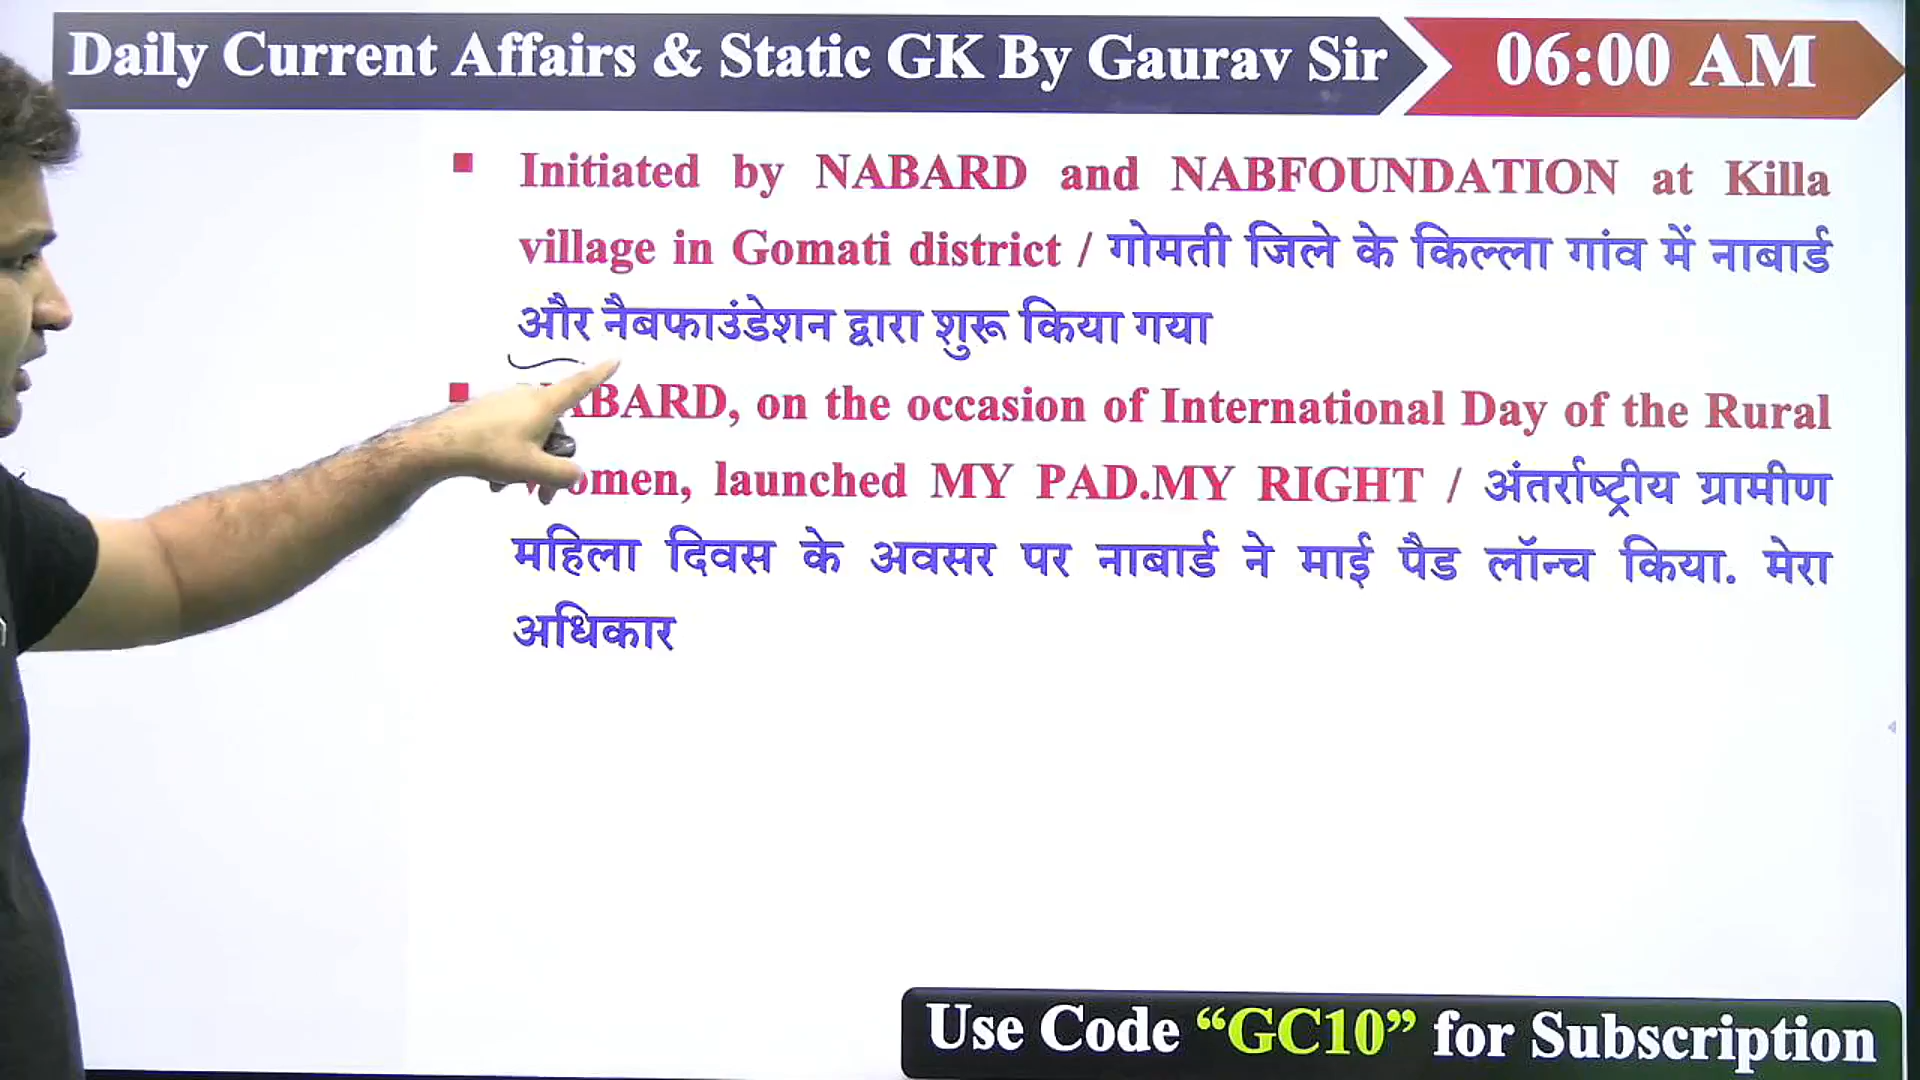 Daily Current Affairs & Static GK By Gaurav Sir
06:00 AM
Initiated by NABARD and NABFOUNDATION at Killa
village in Gomati district / गोमती जिले के किल्ला गांव में नाबार्ड
और नैबफाउंडेशन द्वारा शुरू किया गया
NABARD, on the occasion of International Day of the Rural
Women, launched MY PAD.MY RIGHT / अंतर्राष्ट्रीय ग्रामीण
महिला दिवस के अवसर पर नाबार्ड ने माई पैड लॉन्च किया. मेरा
अधिकार
Use Code “GC10” for Subscription